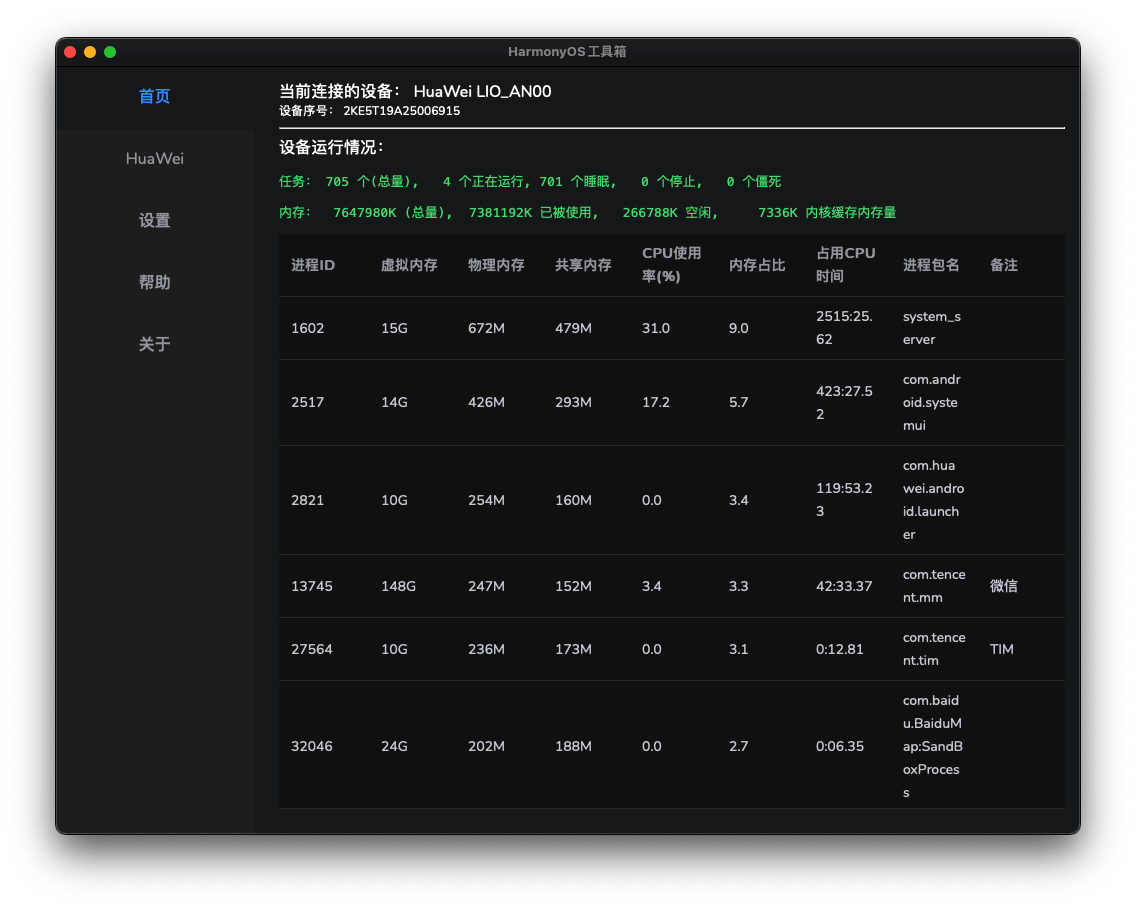 HarmonyOS工具箱
首页
HuaWei
设置
帮助
关于
当前连接的设备： HuaWei LIO_AN00
设备序号： 2KE5T19A25006915
设备运行情况：
任务： 705 个(总量)， 4 个正在运行, 701 个睡眠, 0 个停止, 0 个僵死
内存： 7647980K (总量), 7381192K 已被使用, 266788K 空闲, 7336K 内核缓存内存量
进程ID 虚拟内存 物理内存 共享内存 CPU使用率(%) 内存占比 占用CPU时间 进程包名 备注
1602 15G 672M 479M 31.0 9.0 2515:25.62 system_server
2517 14G 426M 293M 17.2 5.7 423:27.52 com.android.systemui
2821 10G 254M 160M 0.0 3.4 119:53.23 com.huawei.android.launcher
13745 148G 247M 152M 3.4 3.3 42:33.37 com.tencent.mm 微信
27564 10G 236M 173M 0.0 3.1 0:12.81 com.tencent.tim TIM
32046 24G 202M 188M 0.0 2.7 0:06.35 com.baidu.BaiduMap:SandBoxProcess